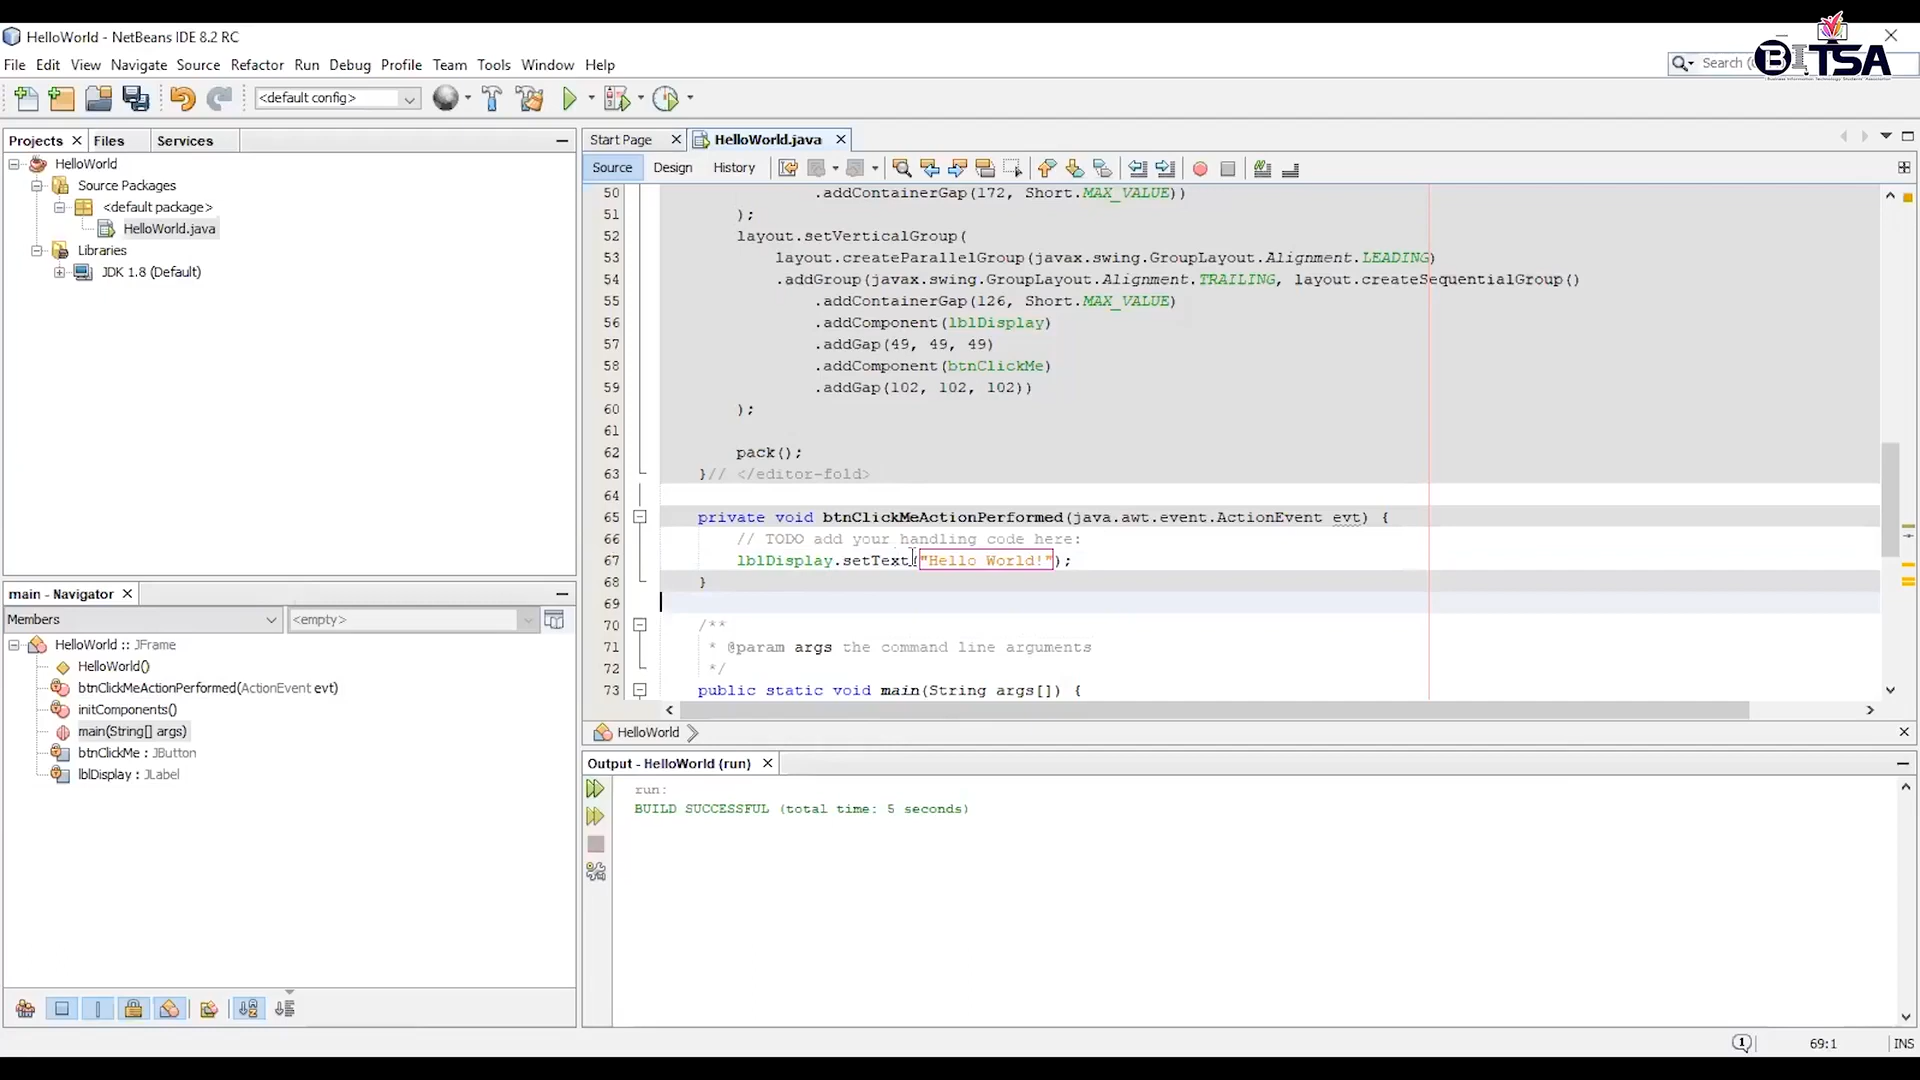 HelloWorld - NetBeans IDE 8.2 RC
File Edit View Navigate Source Refactor Run Debug Profile Team Tools Window Help
Search (
BITSA
<default config>
Projects Files Services
HelloWorld
Source Packages
<default package>
HelloWorld.java
Libraries
JDK 1.8 (Default)
main - Navigator
Members <empty>
HelloWorld :: JFrame
HelloWorld()
btnClickMeActionPerformed(ActionEvent evt)
initComponents()
main(String[] args)
btnClickMe : JButton
lblDisplay : JLabel
Start Page HelloWorld.java
Source Design History
50 .addContainerGap(172, Short.MAX_VALUE))
51 );
52 layout.setVerticalGroup(
53 layout.createParallelGroup(javax.swing.GroupLayout.Alignment.LEADING)
54 .addGroup(javax.swing.GroupLayout.Alignment.TRAILING, layout.createSequentialGroup()
55 .addContainerGap(126, Short.MAX_VALUE)
56 .addComponent(lblDisplay)
57 .addGap(49, 49, 49)
58 .addComponent(btnClickMe)
59 .addGap(102, 102, 102))
60 );
61
62 pack();
63 }// </editor-fold>
64
65 private void btnClickMeActionPerformed(java.awt.event.ActionEvent evt) {
66 // TODO add your handling code here:
67 lblDisplay.setText("Hello World!");
68 }
69
70 /**
71 * @param args the command line arguments
72 */
73 public static void main(String args[]) {
HelloWorld
Output - HelloWorld (run)
run:
BUILD SUCCESSFUL (total time: 5 seconds)
1
69:1 INS